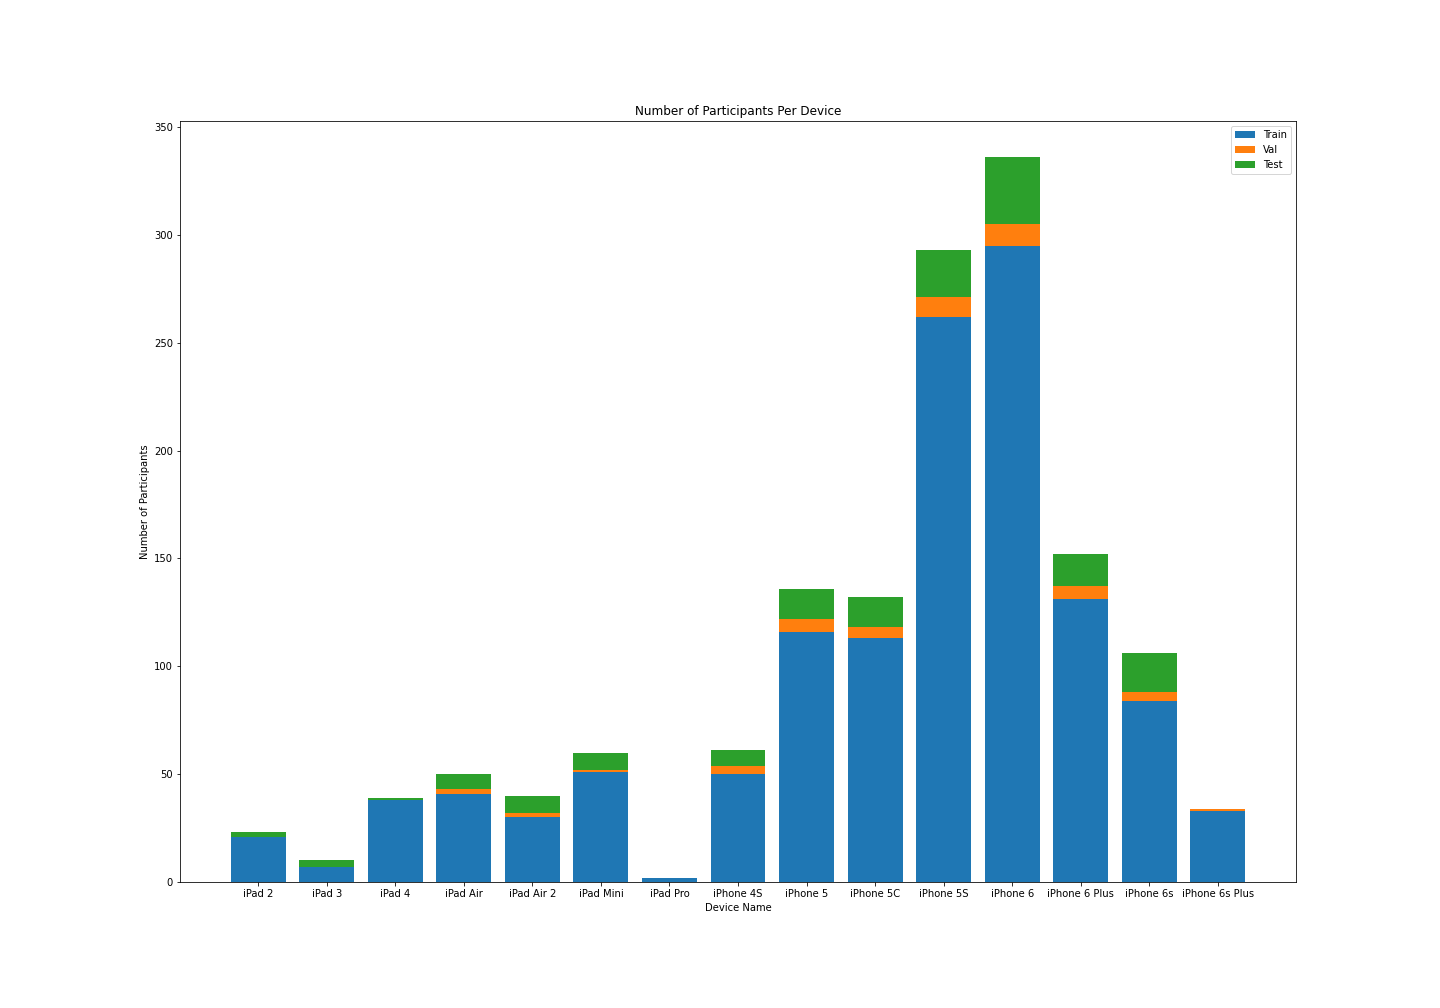 Number of Participants Per Device
350
300
250
200
150
100
50
0
Number of Participants
Train
Val
Test
iPad 2 iPad 3 iPad 4 iPad Air iPad Air 2 iPad Mini iPad Pro iPhone 4S iPhone 5 iPhone 5C iPhone 5S iPhone 6 iPhone 6 Plus iPhone 6s iPhone 6s Plus
Device Name